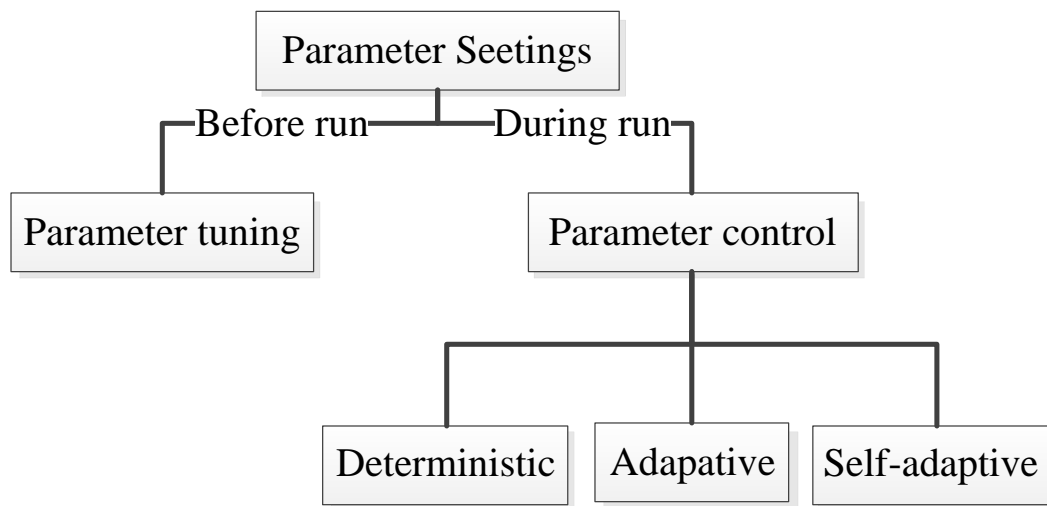 Parameter Seetings
Before run
During run
Parameter tuning
Parameter control
Deterministic
Adapative
Self-adaptive